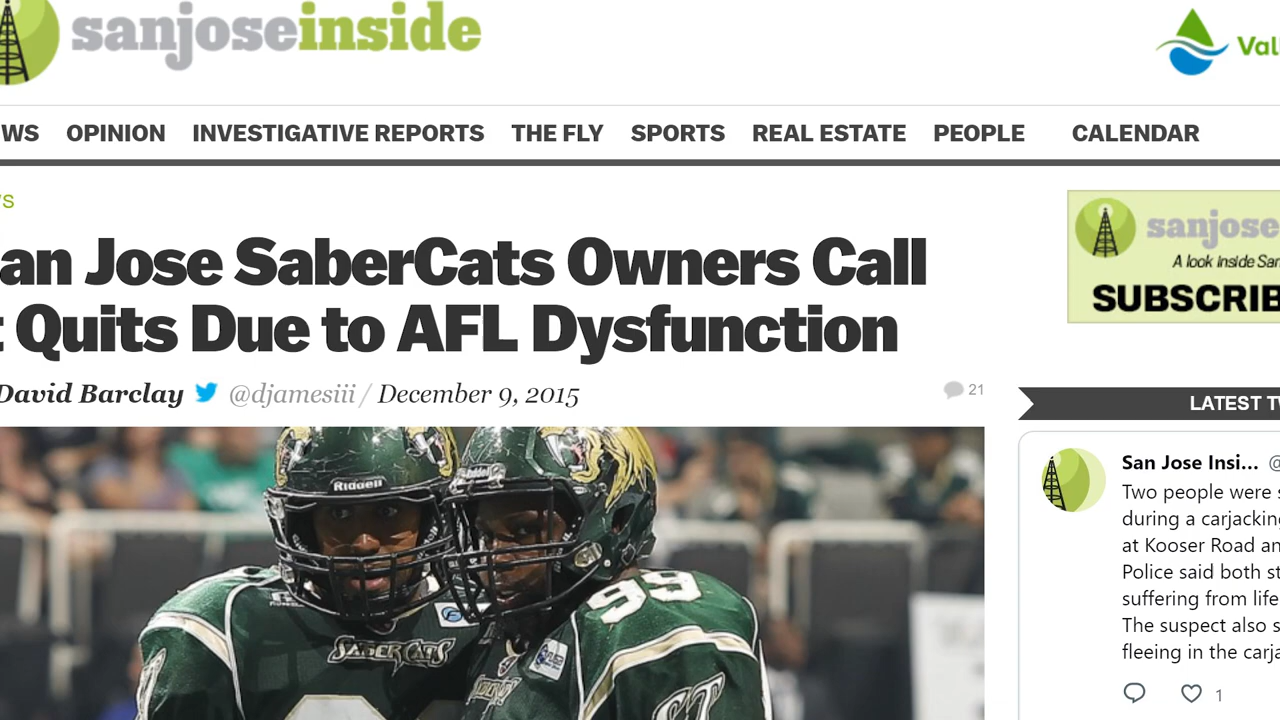 sanjoseinside
Val
WS OPINION INVESTIGATIVE REPORTS THE FLY SPORTS REAL ESTATE PEOPLE CALENDAR
'S
an Jose SaberCats Owners Call
t Quits Due to AFL Dysfunction
David Barclay @djamesiii / December 9, 2015
21
Riddell
Riddell
SABERCATS
99
sanjose
A look Inside San
SUBSCRIB
LATEST TW
San Jose Insi... @
Two people were s
during a carjacking
at Kooser Road an
Police said both st
suffering from life
The suspect also s
fleeing in the carja
1